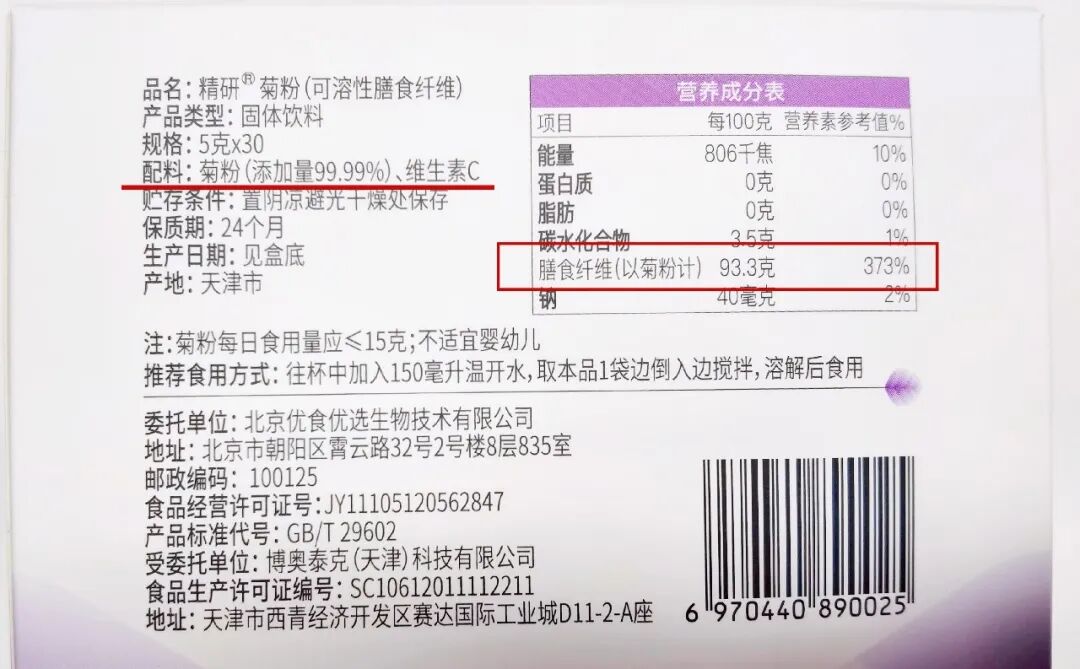 品名：精研®菊粉(可溶性膳食纤维)
产品类型：固体饮料
规格：5克x30
配料：菊粉(添加量99.99%)、维生素C
贮存条件：置阴凉避光干燥处保存
保质期：24个月
生产日期：见盒底
产地：天津市
营养成分表
项目 每100克 营养素参考值%
能量 806千焦 10%
蛋白质 0克 0%
脂肪 0克 0%
碳水化合物 3.5克 1%
膳食纤维(以菊粉计) 93.3克 373%
钠 40毫克 2%
注：菊粉每日食用量应≤15克；不适宜婴幼儿
推荐食用方式：往杯中加入150毫升温开水，取本品1袋边倒入边搅拌，溶解后食用
委托单位：北京优食优选生物技术有限公司
地址：北京市朝阳区霄云路32号2号楼8层835室
邮政编码：100125
食品经营许可证号：JY11105120562847
产品标准代号：GB/T 29602
受委托单位：博奥泰克(天津)科技有限公司
食品生产许可证编号：SC10612011112211
地址：天津市西青经济开发区赛达国际工业城D11-2-A座
6 970440 890025